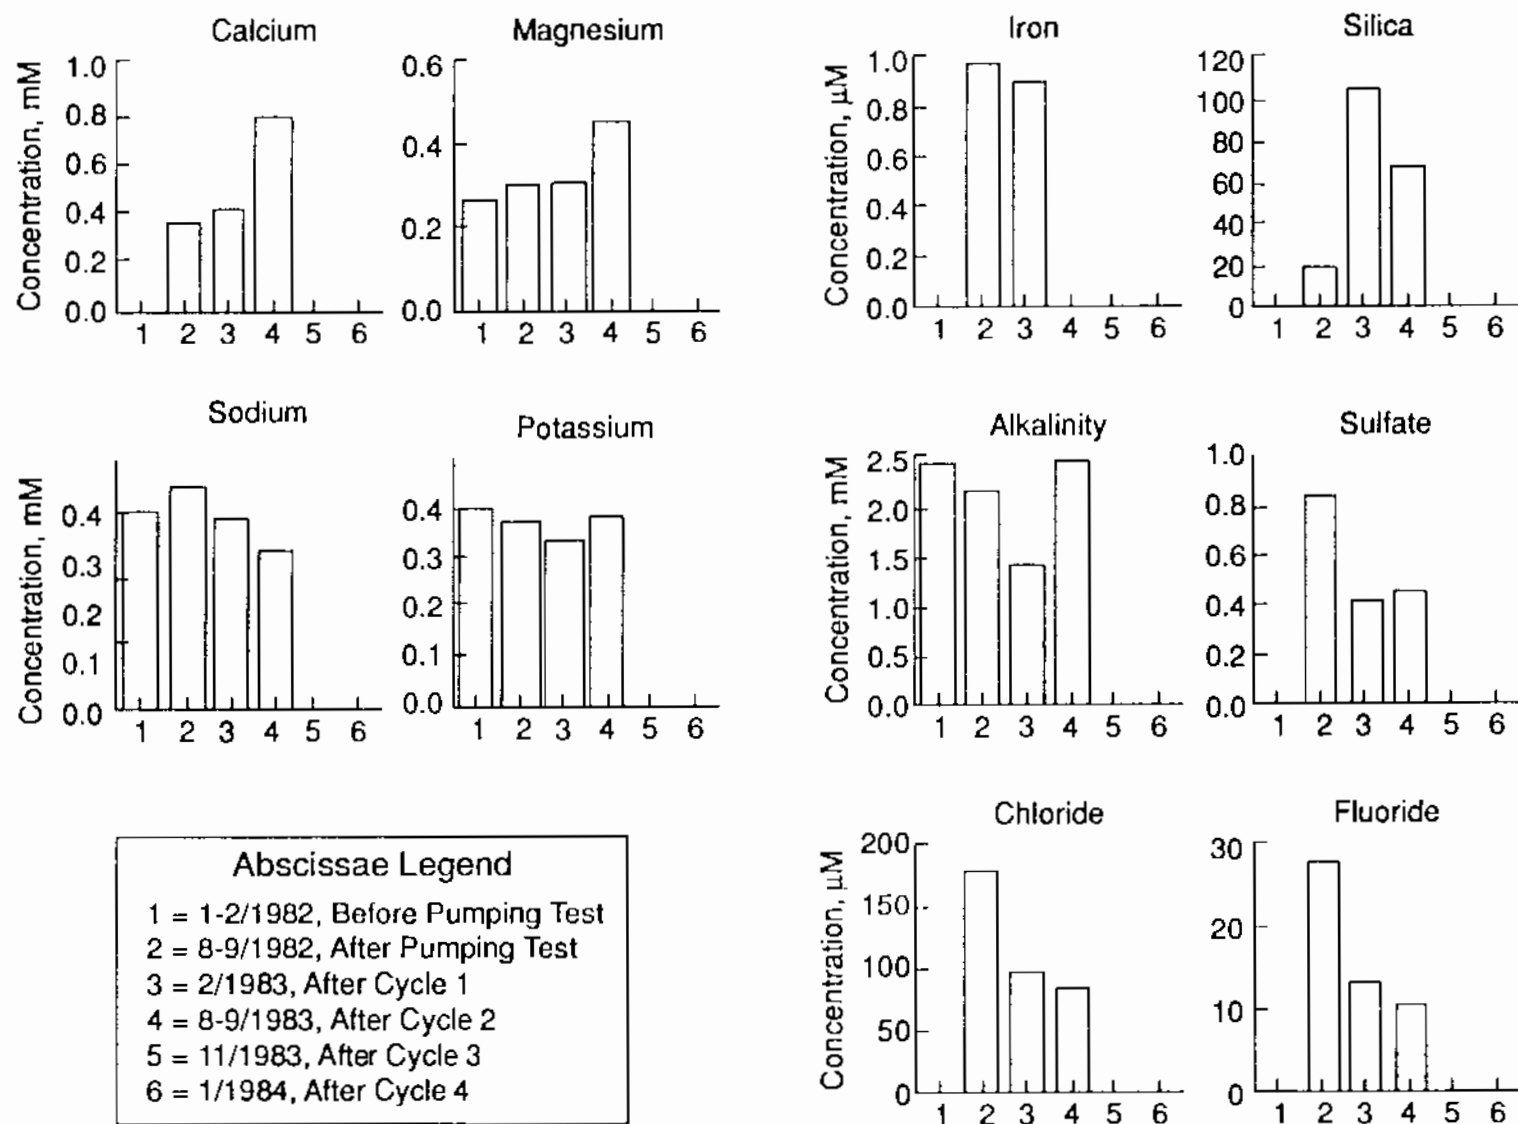 Calcium
Concentration, mM
1.0
0.8
0.6
0.4
0.2
0.0
1 2 3 4 5 6
Magnesium
0.6
0.4
0.2
0.0
1 2 3 4 5 6
Iron
Concentration, μM
1.0
0.8
0.6
0.4
0.2
0.0
1 2 3 4 5 6
Silica
120
100
80
60
40
20
0
1 2 3 4 5 6
Sodium
Concentration, mM
0.4
0.3
0.2
0.1
0.0
1 2 3 4 5 6
Potassium
0.4
0.3
0.2
0.1
0.0
1 2 3 4 5 6
Alkalinity
Concentration, mM
2.5
2.0
1.5
1.0
0.5
0.0
1 2 3 4 5 6
Sulfate
1.0
0.8
0.6
0.4
0.2
0.0
1 2 3 4 5 6
Abscissae Legend
1 = 1-2/1982, Before Pumping Test
2 = 8-9/1982, After Pumping Test
3 = 2/1983, After Cycle 1
4 = 8-9/1983, After Cycle 2
5 = 11/1983, After Cycle 3
6 = 1/1984, After Cycle 4
Chloride
Concentration, μM
200
150
100
50
0
1 2 3 4 5 6
Fluoride
30
20
10
0
1 2 3 4 5 6